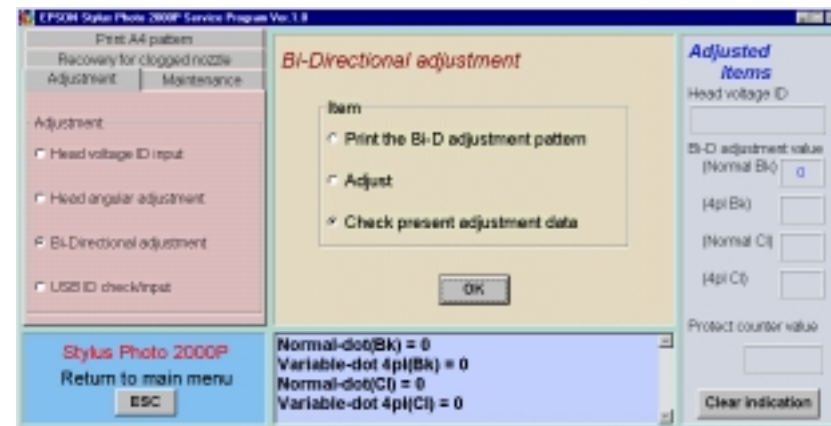 EPSON Stylus Photo 2000P Service Program Ver.1.0
Print A4 pattern
Recovery for clogged nozzle
Adjustment
Maintenance
Adjustment
Head voltage ID input
Head angular adjustment
Bi-Directional adjustment
USB ID check/input
Stylus Photo 2000P
Return to main menu
ESC
Bi-Directional adjustment
Item
Print the Bi-D adjustment pattern
Adjust
Check present adjustment data
OK
Normal-dot(Bk) = 0
Variable-dot 4pl(Bk) = 0
Normal-dot(Cl) = 0
Variable-dot 4pl(Cl) = 0
Adjusted
Items
Head voltage ID
Bi-D adjustment value
(Normal Bk) 0
(4pl Bk)
(Normal Cl)
(4pl Cl)
Protect counter value
Clear indication